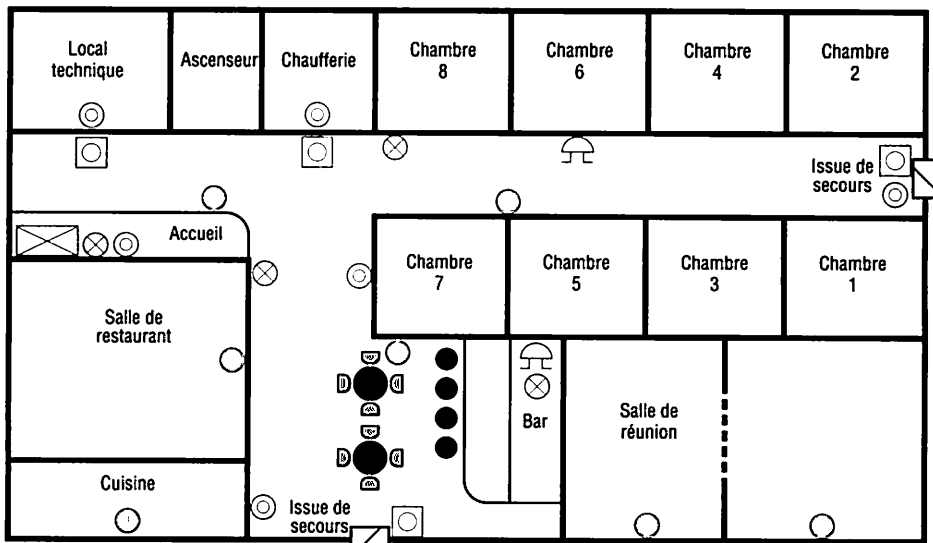 Local
technique
Ascenseur
Chaufferie
Chambre
8
Chambre
6
Chambre
4
Chambre
2
Issue de
secours
Accueil
Chambre
7
Chambre
5
Chambre
3
Chambre
1
Salle de
restaurant
Bar
Salle de
réunion
Cuisine
Issue de
secours